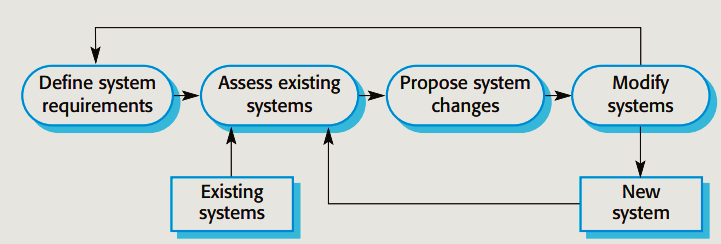 Define system
requirements
Assess existing
systems
Propose system
changes
Modify
systems
Existing
systems
New
system